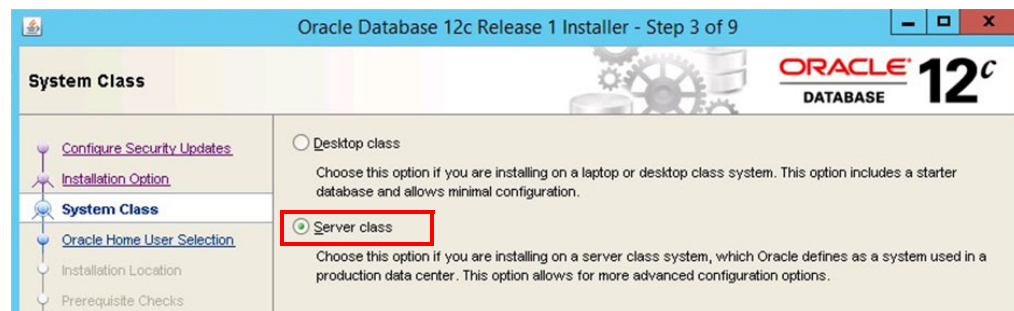 Oracle Database 12c Release 1 Installer - Step 3 of 9
System Class
ORACLE 12c
DATABASE
Configure Security Updates
Installation Option
System Class
Oracle Home User Selection
Installation Location
Prerequisite Checks
Desktop class
Choose this option if you are installing on a laptop or desktop class system. This option includes a starter
database and allows minimal configuration.
Server class
Choose this option if you are installing on a server class system, which Oracle defines as a system used in a
production data center. This option allows for more advanced configuration options.